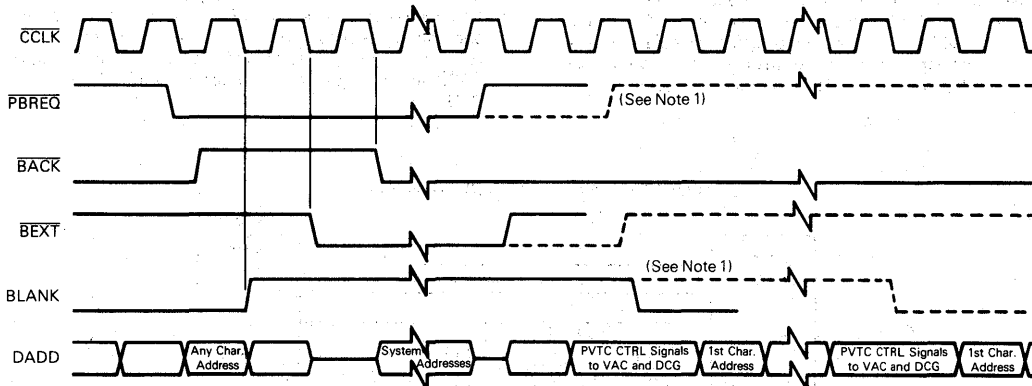 CCLK
PBREQ
(See Note 1)
BACK
BEXT
(See Note 1)
BLANK
DADD
Any Char.
Address
System
Addresses
PVTC CTRL Signals
to VAC and DCG
1st Char.
Address
PVTC CTRL Signals
to VAC and DCG
1st Char.
Address